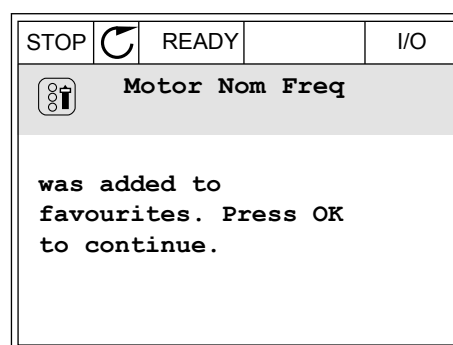 STOP READY I/O
Motor Nom Freq
was added to
favourites. Press OK
to continue.